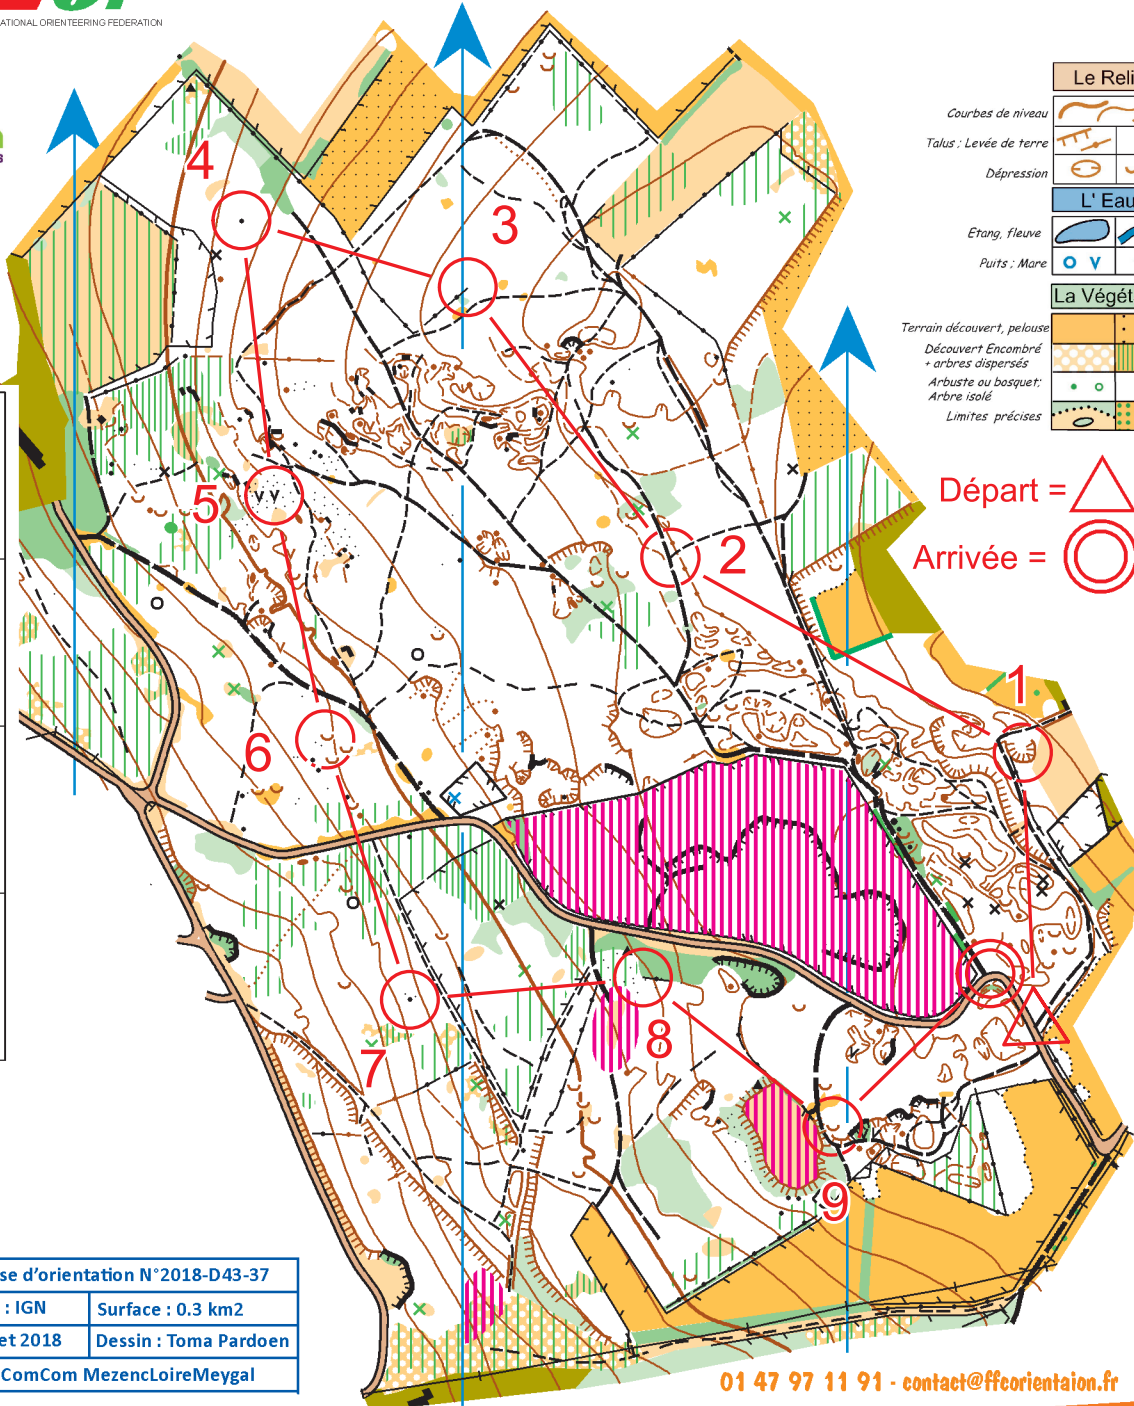 ATIONAL ORIENTEERING FEDERATION
Le Reli
Courbes de niveau
Talus ; Levée de terre
Dépression
L' Eau
Etang, fleuve
Puits ; Mare
La Végét
Terrain découvert, pelouse
Découvert Encombré
+ arbres dispersés
Arbuste ou bosquet;
Arbre isolé
Limites précises
Départ =
Arrivée =
4
3
5
2
1
6
7
8
9
se d'orientation N°2018-D43-37
: IGN
Surface : 0.3 km2
et 2018
Dessin : Toma Pardoen
ComCom MezencLoireMeygal
01 47 97 11 91 - contact@ffcorientaion.fr